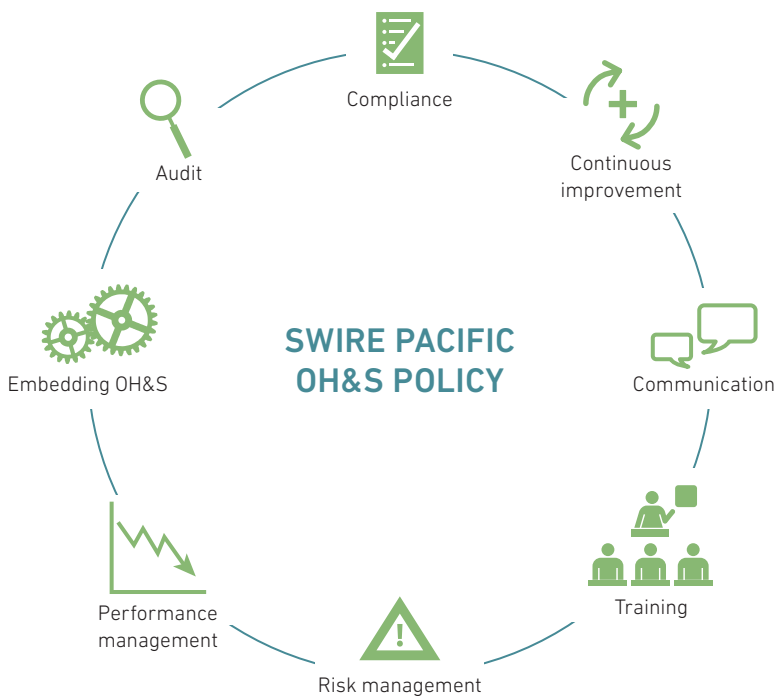 Compliance
Continuous
improvement
Audit
SWIRE PACIFIC
OH&S POLICY
Embedding OH&S
Communication
Training
Performance
management
Risk management